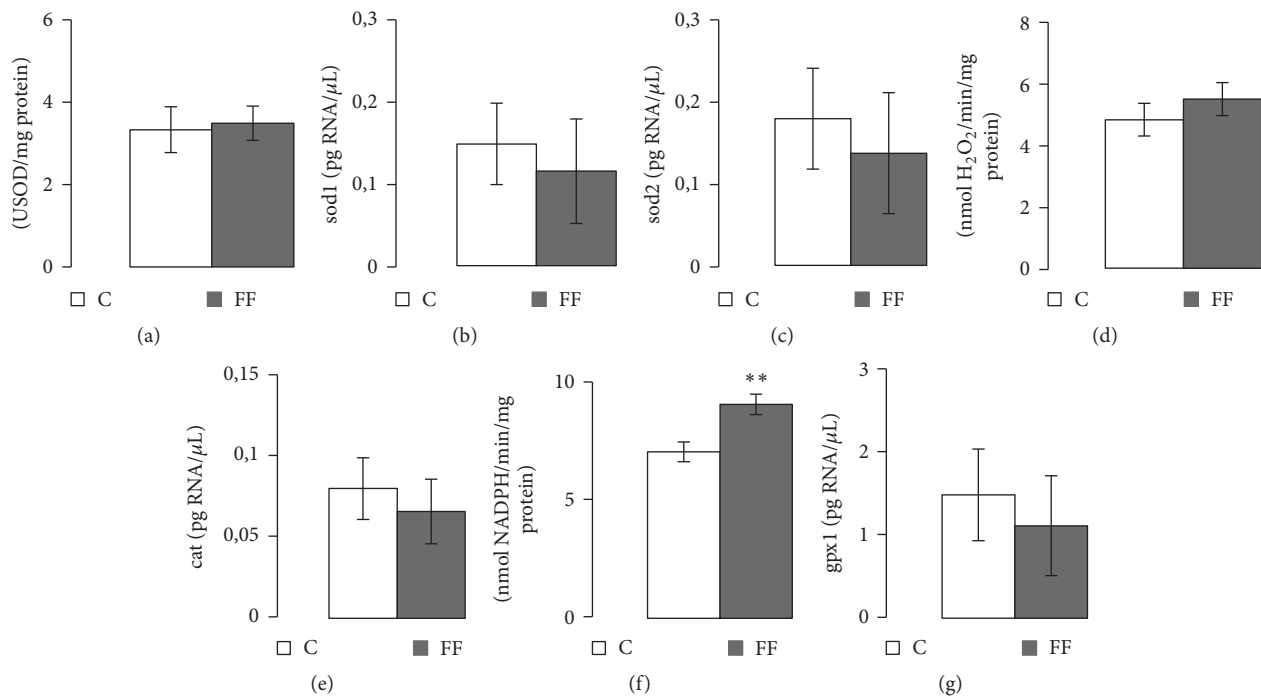 (USOD/mg protein)
6
4
2
0
C
FF
(a)
sod1 (pg RNA/μL)
0,3
0,2
0,1
0
C
FF
(b)
sod2 (pg RNA/μL)
0,3
0,2
0,1
0
C
FF
(c)
(nmol H₂O₂/min/mg
protein)
8
6
4
2
0
C
FF
(d)
cat (pg RNA/μL)
0,15
0,1
0,05
0
C
FF
(e)
(nmol NADPH/min/mg
protein)
10
5
0
**
C
FF
(f)
gpx1 (pg RNA/μL)
3
2
1
0
C
FF
(g)